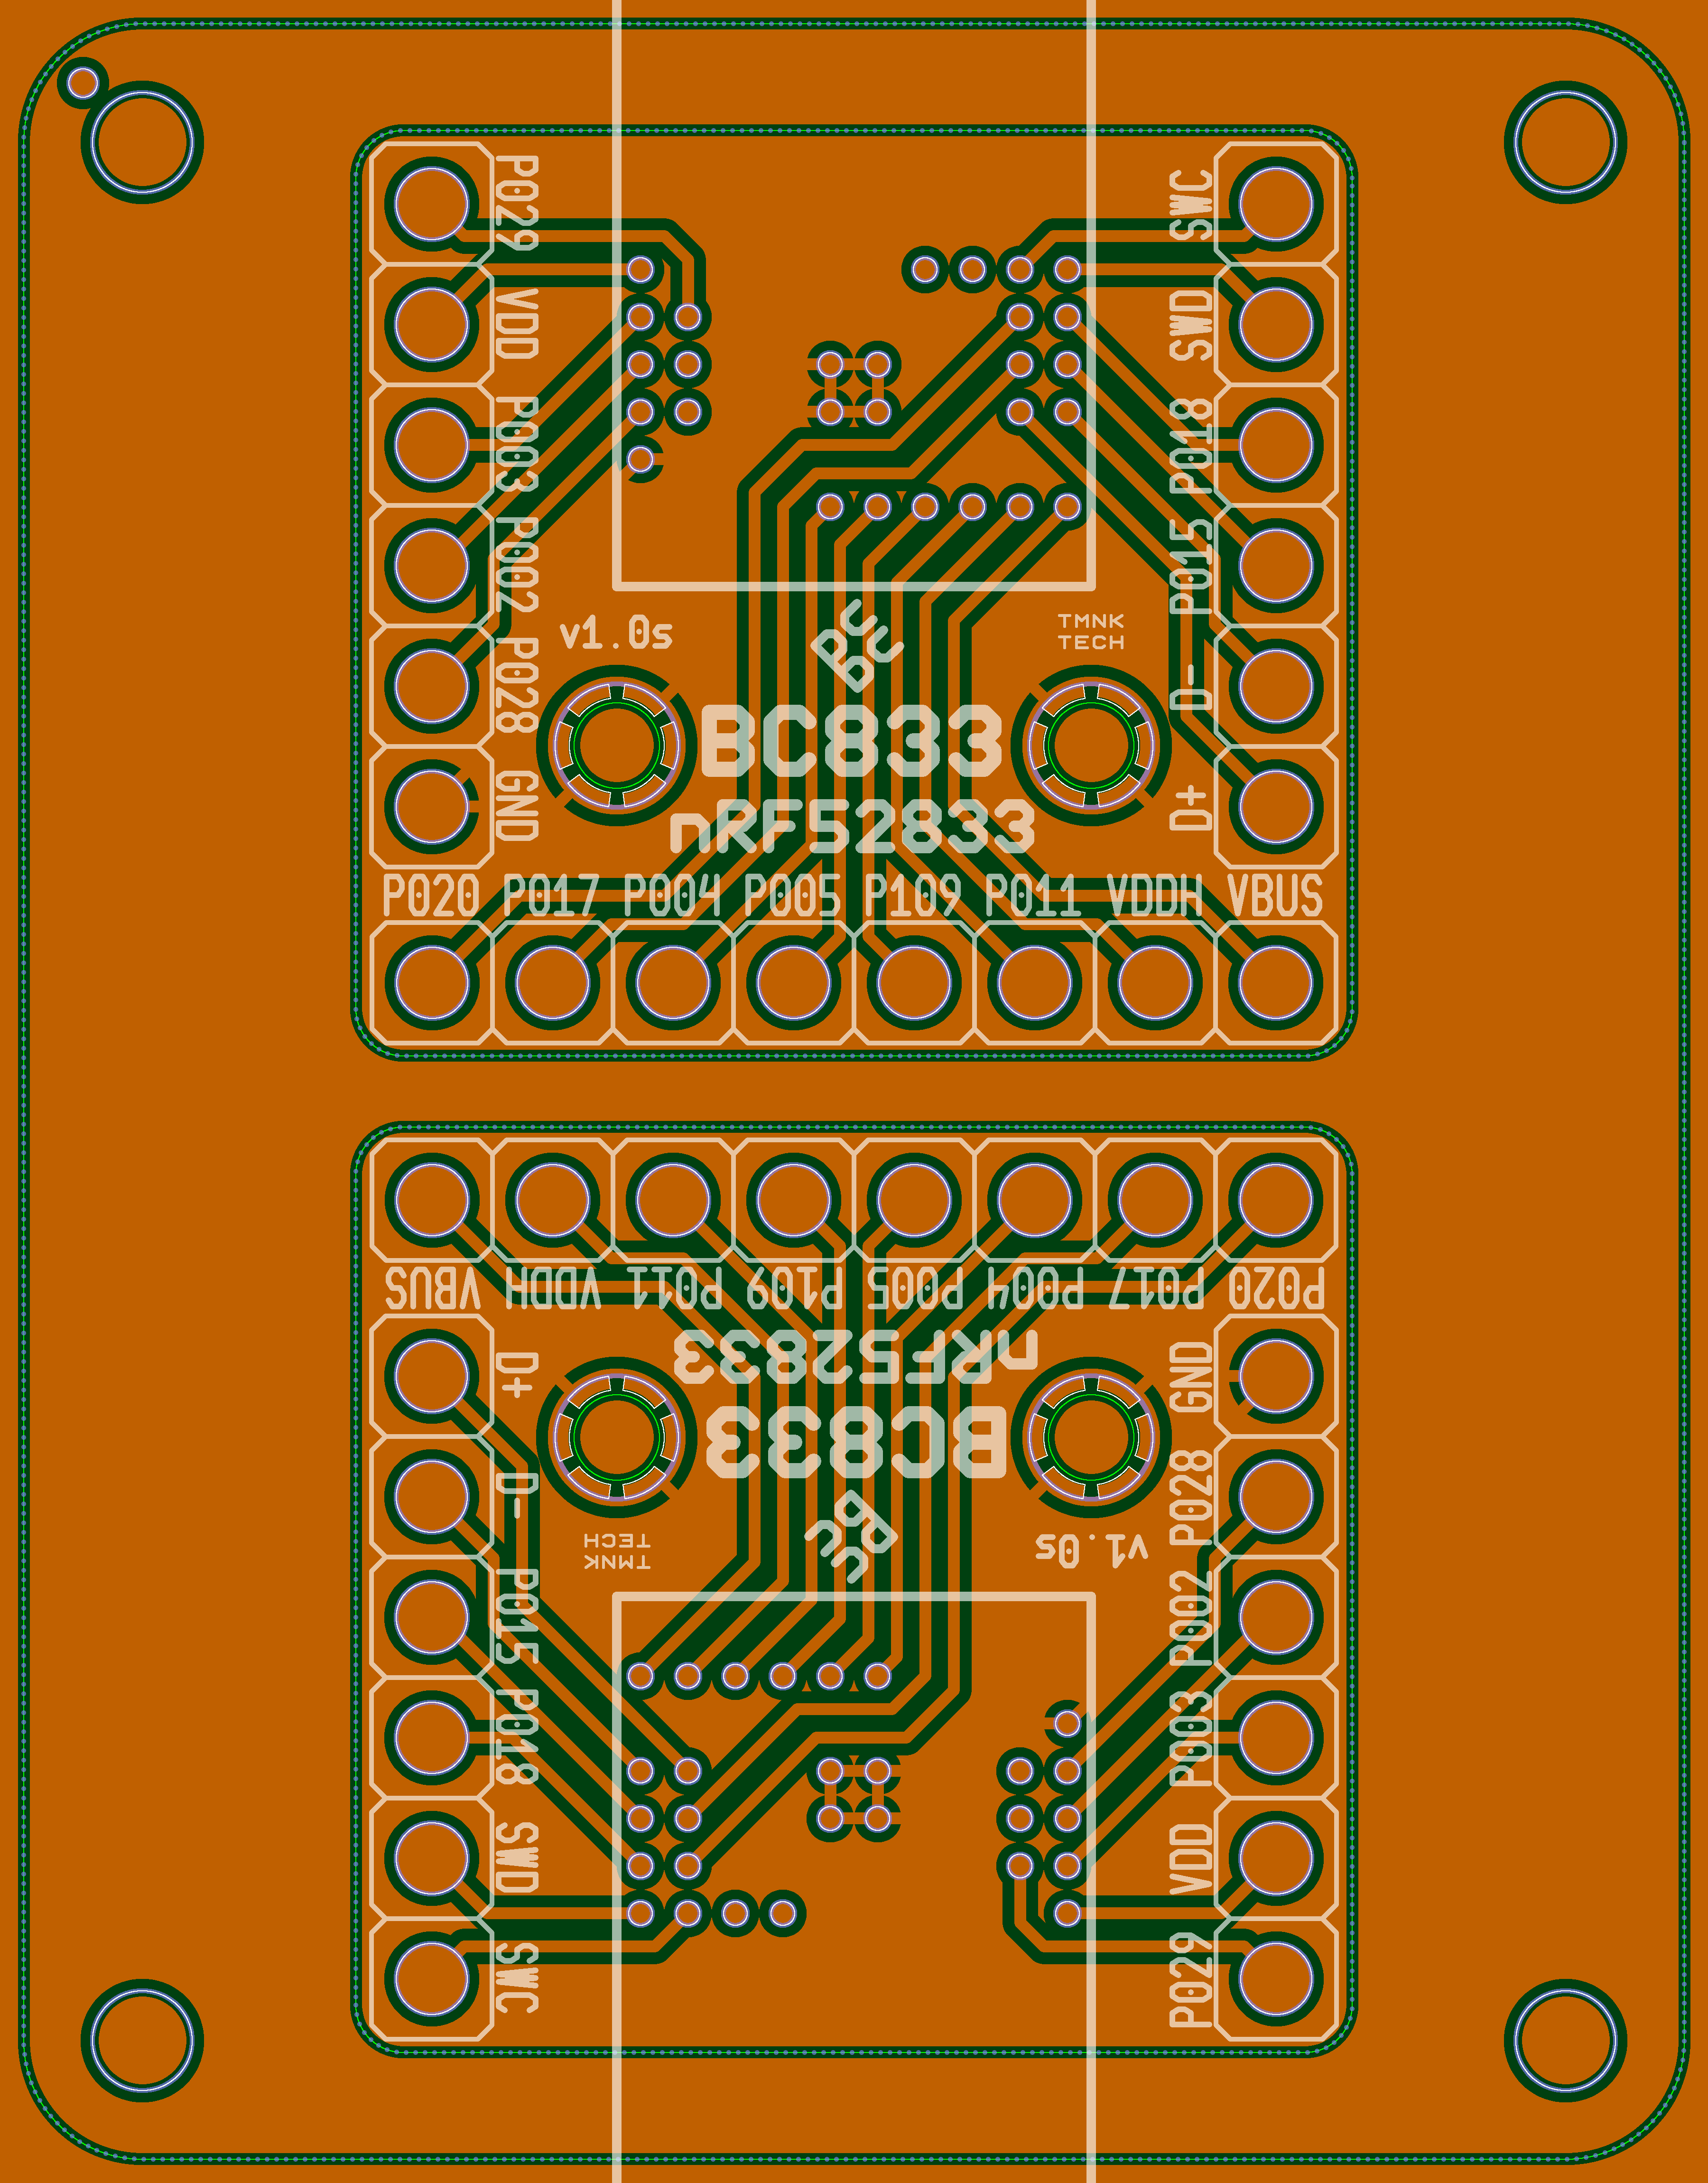 P029
SWC
VDD
SWD
P003
P018
P002
P015
v1.0s
TMNK
TECH
P028
D-
BC833
GND
D+
nRF52833
P020 P017 P004 P005 P109 P011 VDDH VBUS
VBUS VDDH P011 P109 P005 P004 P017 P020
nRF52833
D+
GND
BC833
D-
P028
TMNK
TECH
v1.0s
P015
P002
P018
P003
SWD
VDD
SWC
P029